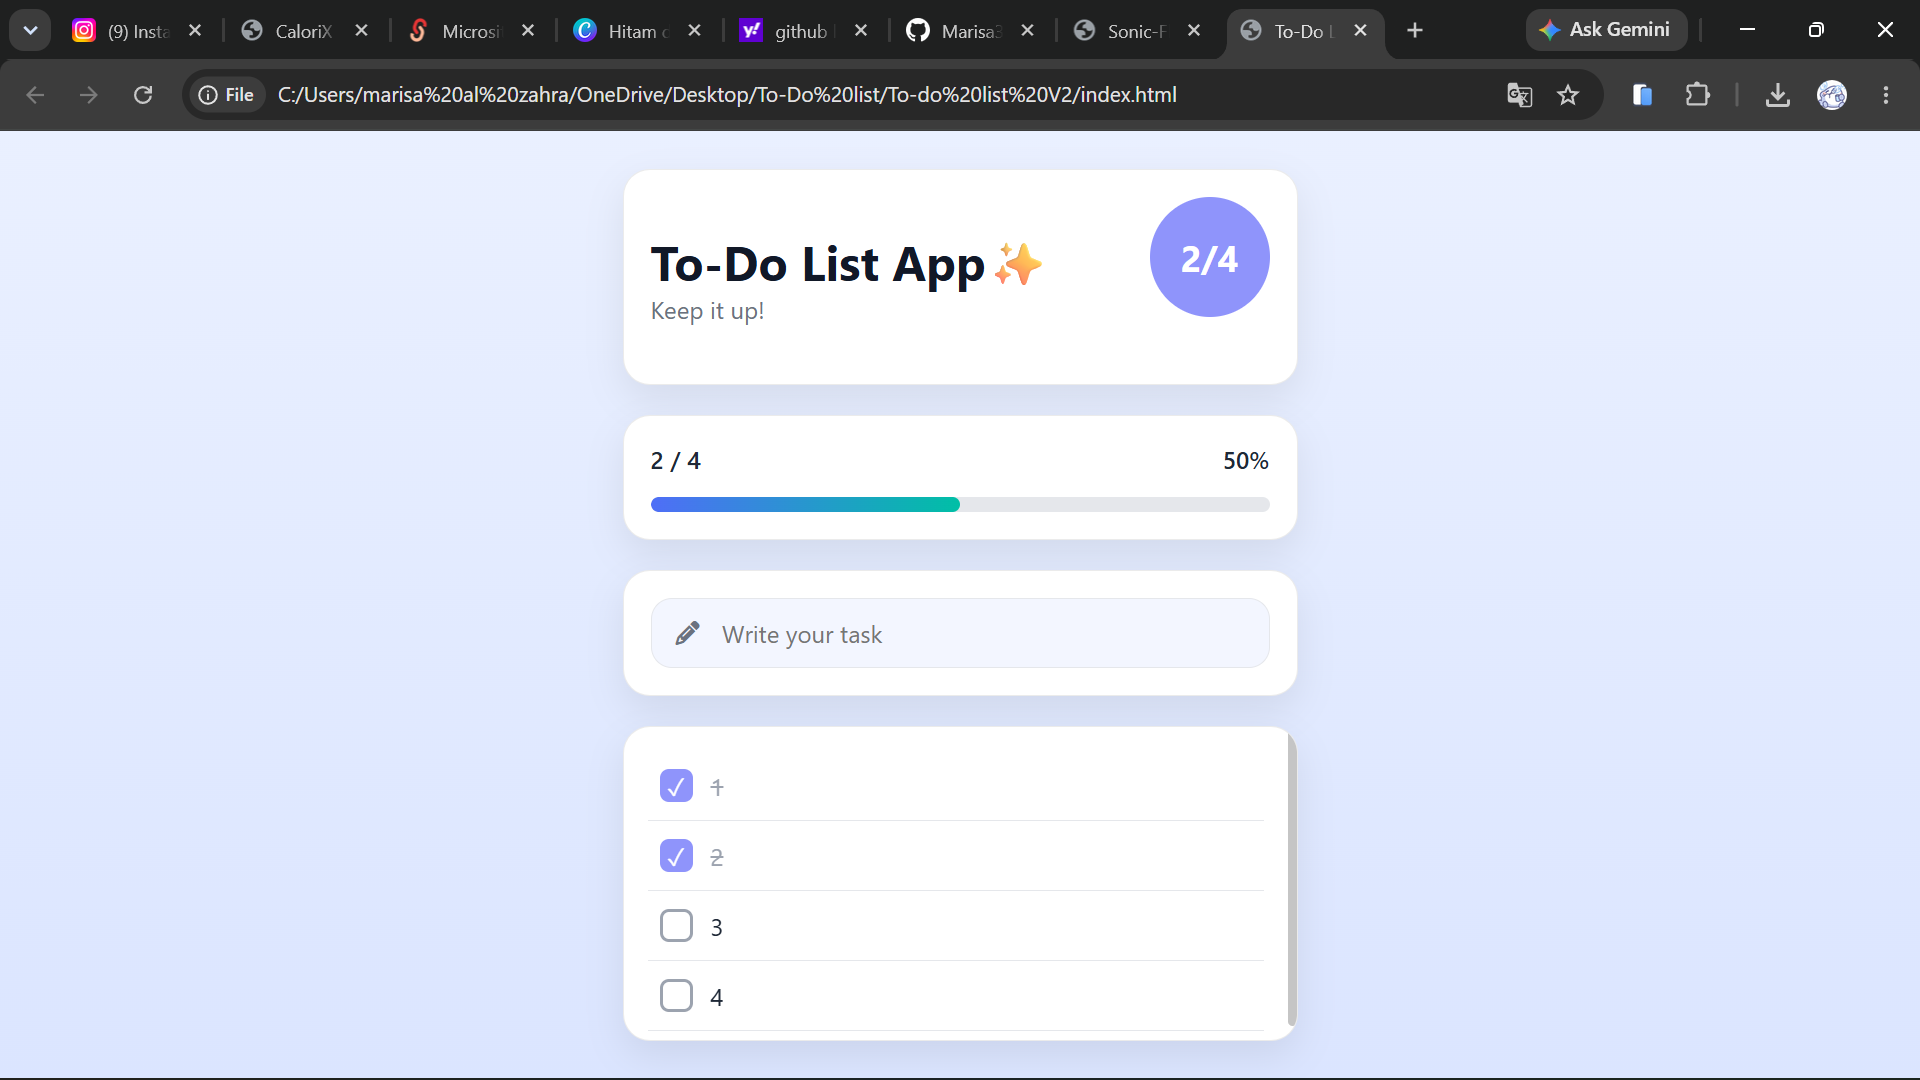 (9) Insta
CaloriX
Microsi
Hitam d
github
Marisa3
Sonic-F
To-Do L
Ask Gemini
File
C:/Users/marisa%20al%20zahra/OneDrive/Desktop/To-Do%20list/To-do%20list%20V2/index.html
To-Do List App✨
2/4
Keep it up!
2 / 4
50%
Write your task
1
2
3
4